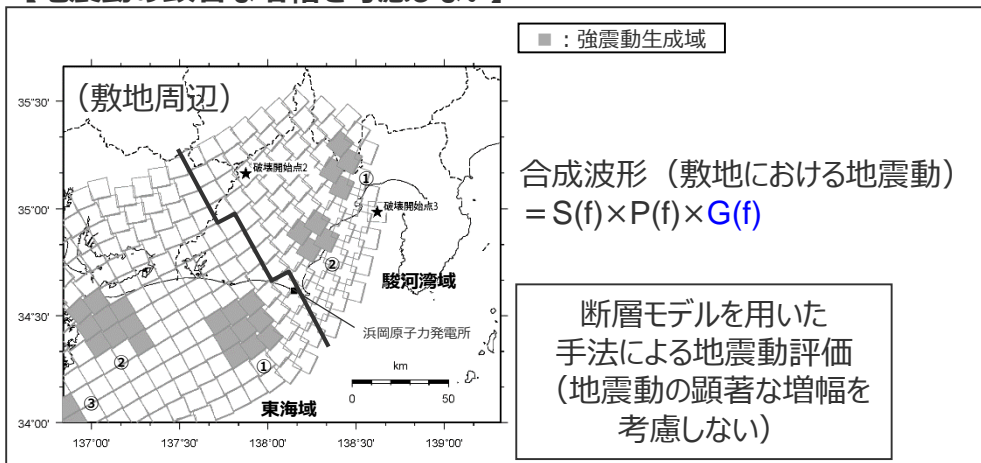 【地震動の顕著な増幅を考慮しない】
■：強震動生成域
（敷地周辺）
35°30'
35°00'
34°30'
34°00'
137°00'
137°30'
138°00'
138°30'
139°00'
★破壊開始点2
①
★破壊開始点3
②
駿河湾域
浜岡原子力発電所
②
①
③
東海域
km
0
50
合成波形（敷地における地震動）
＝S(f)×P(f)×G(f)
断層モデルを用いた
手法による地震動評価
（地震動の顕著な増幅を
考慮しない）